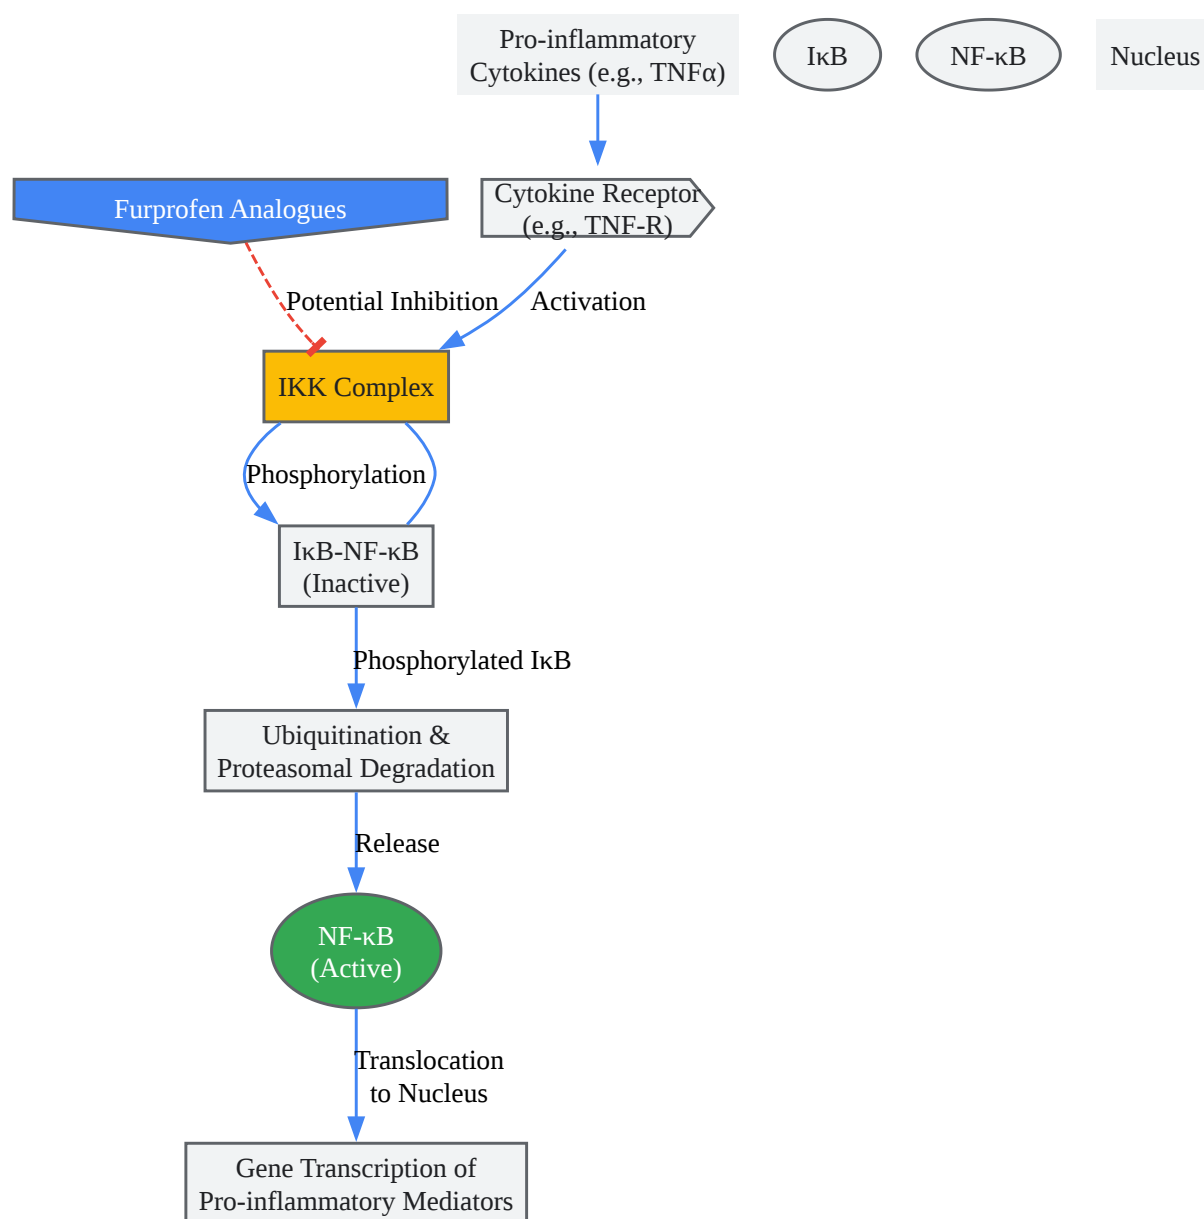 Pro-inflammatory
Cytokines (e.g., TNFα)
IκB
NF-κB
Nucleus
Furprofen Analogues
Cytokine Receptor
(e.g., TNF-R)
Potential Inhibition
Activation
IKK Complex
Phosphorylation
IκB-NF-κB
(Inactive)
Phosphorylated IκB
Ubiquitination &
Proteasomal Degradation
Release
NF-κB
(Active)
Translocation
to Nucleus
Gene Transcription of
Pro-inflammatory Mediators